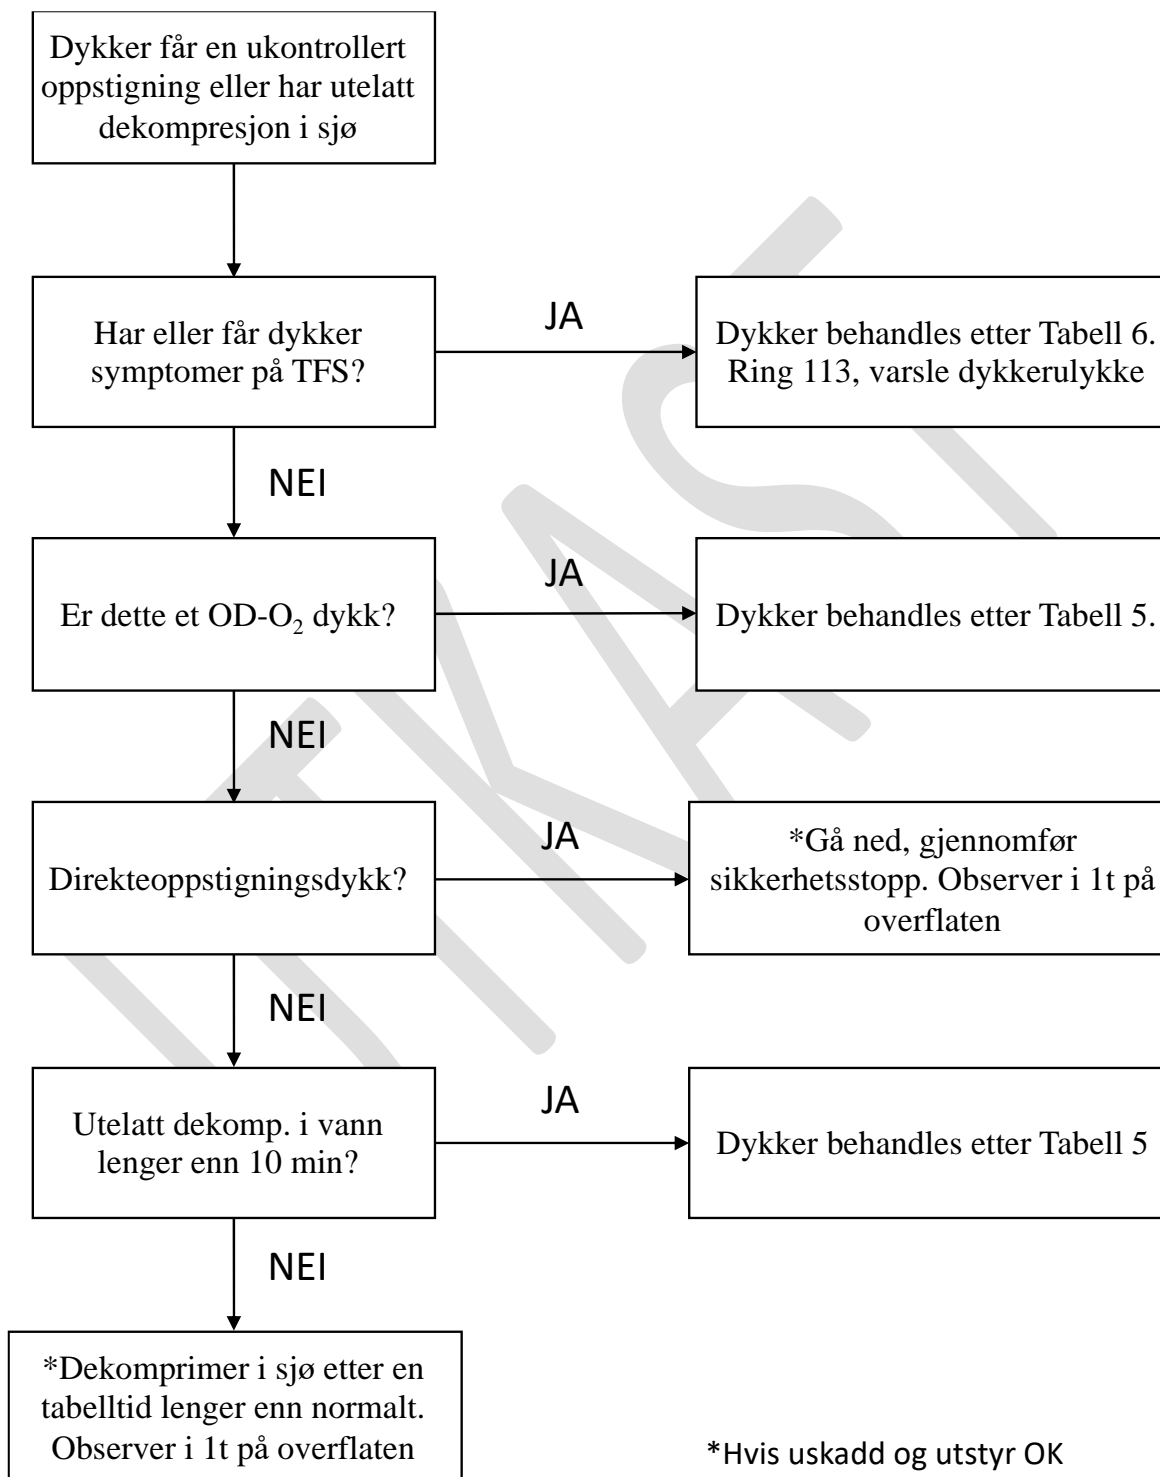 Dykker får en ukontrollert
oppstigning eller har utelatt
dekompresjon i sjø
Har eller får dykker
symptomer på TFS?
JA
Dykker behandles etter Tabell 6.
Ring 113, varsle dykkerulykke
NEI
Er dette et OD-O₂ dykk?
JA
Dykker behandles etter Tabell 5.
NEI
Direkteoppstigningsdykk?
JA
*Gå ned, gjennomfør
sikkerhetsstopp. Observer i 1t på
overflaten
NEI
Utelatt dekomp. i vann
lenger enn 10 min?
JA
Dykker behandles etter Tabell 5
NEI
*Dekomprimer i sjø etter en
tabelltid lenger enn normalt.
Observer i 1t på overflaten
*Hvis uskadd og utstyr OK
UTKAST